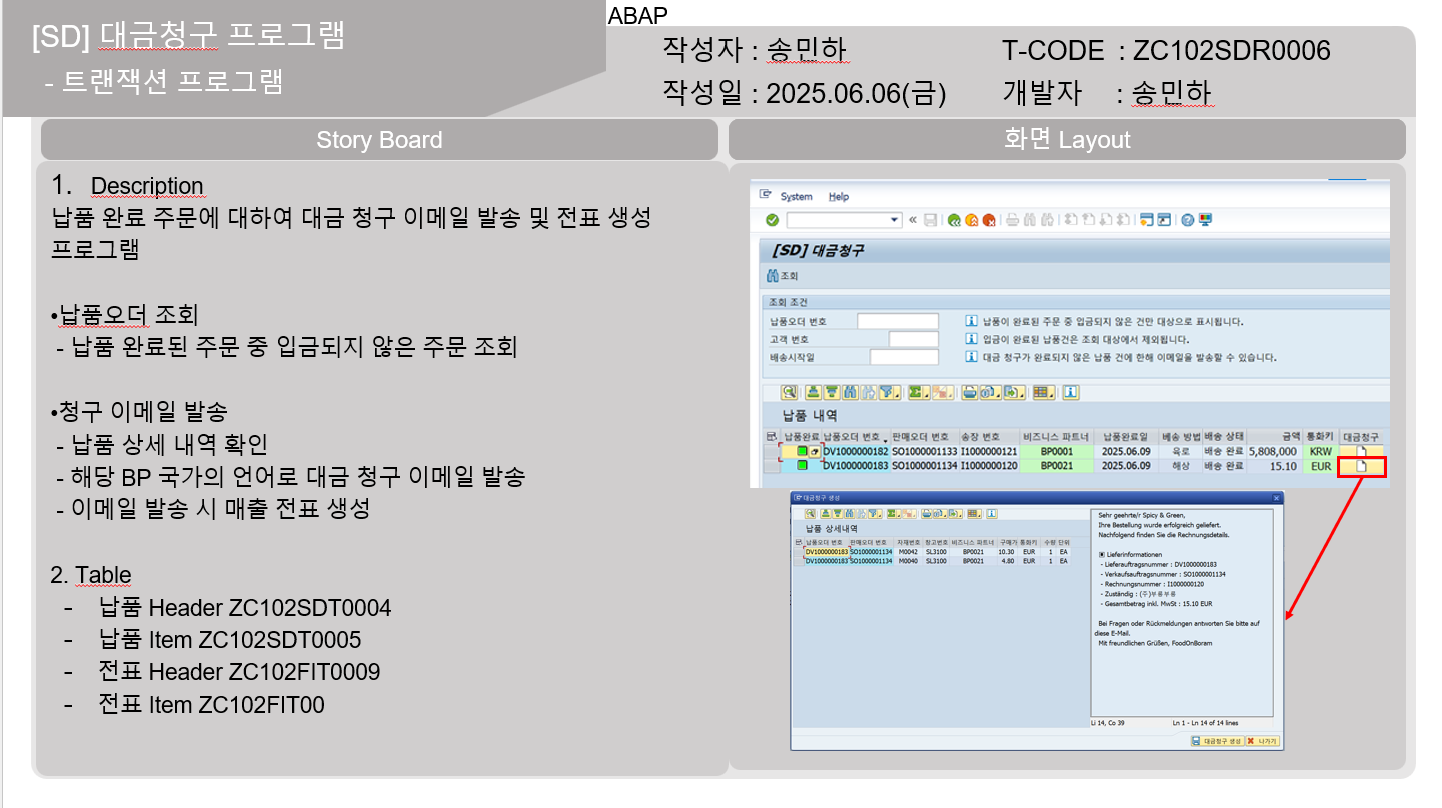 ABAP
[SD] 대금청구 프로그램
- 트랜잭션 프로그램
작성자 : 송민하
T-CODE : ZC102SDR0006
작성일 : 2025.06.06(금)
개발자 : 송민하
Story Board
1. Description
납품 완료 주문에 대하여 대금 청구 이메일 발송 및 전표 생성
프로그램
•납품오더 조회
- 납품 완료된 주문 중 입금되지 않은 주문 조회
•청구 이메일 발송
- 납품 상세 내역 확인
- 해당 BP 국가의 언어로 대금 청구 이메일 발송
- 이메일 발송 시 매출 전표 생성
2. Table
- 납품 Header ZC102SDT0004
- 납품 Item ZC102SDT0005
- 전표 Header ZC102FIT0009
- 전표 Item ZC102FIT00
화면 Layout
System Help
[SD] 대금청구
조회
조회 조건
납품오더 번호
납품이 완료된 주문 중 입금되지 않은 건만 대상으로 표시됩니다.
고객 번호
입금이 완료된 납품건은 조회 대상에서 제외됩니다.
배송시작일
대금 청구가 완료되지 않은 납품 건에 한해 이메일을 발송할 수 있습니다.
납품 내역
납품완료 납품오더 번호 판매오더 번호 송장 번호 비즈니스 파트너 납품완료일 배송 방법 배송 상태 금액 통화키 대금청구
DV1000000182 SO1000001133 I1000000121 BP0001 2025.06.09 육로 배송 완료 5,808,000 KRW
DV1000000183 SO1000001134 I1000000120 BP0021 2025.06.09 해상 배송 완료 15.10 EUR
대금청구 생성
납품 상세내역
납품오더 번호 판매오더 번호 자재번호 창고번호 비즈니스 파트너 구매가 통화키 수량 단위
DV1000000183 SO1000001134 M0042 SL3100 BP0021 10.30 EUR 1 EA
DV1000000183 SO1000001134 M0040 SL3100 BP0021 4.80 EUR 1 EA
Sehr geehrte/r Spicy & Green,
Ihre Bestellung wurde erfolgreich geliefert.
Nachfolgend finden Sie die Rechnungsdetails.
▣ Lieferinformationen
- Lieferauftragsnummer : DV1000000183
- Verkaufsauftragsnummer : SO1000001134
- Rechnungsnummer : I1000000120
- Zuständig : (주)부릉부릉
- Gesamtbetrag inkl. MwSt : 15.10 EUR
Bei Fragen oder Rückmeldungen antworten Sie bitte auf
diese E-Mail.
Mit freundlichen Grüßen, FoodOnBoram
Li 14, Co 39
Ln 1 - Ln 14 of 14 lines
대금청구 생성
나가기